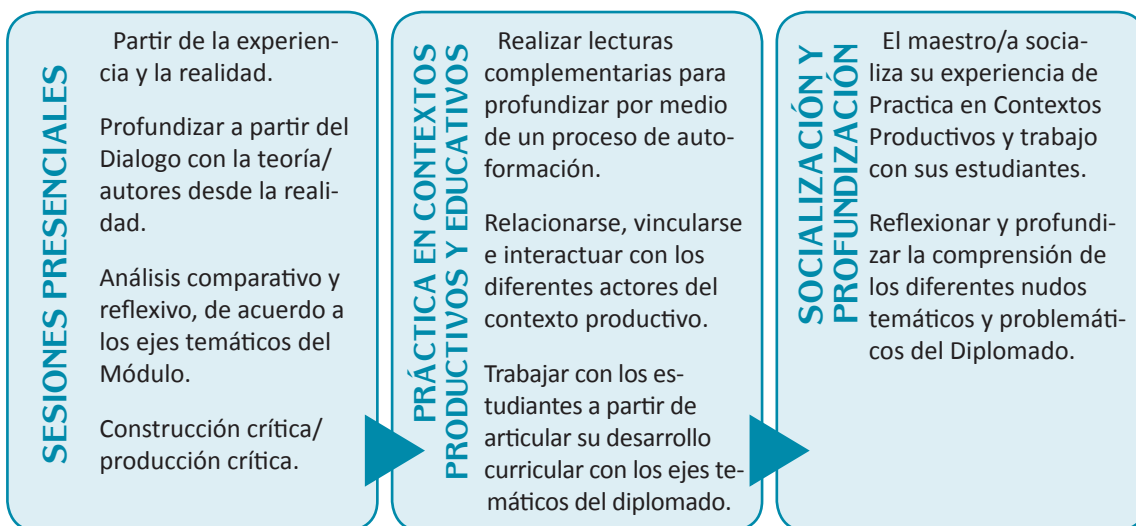 SESIONES PRESENCIALES
Partir de la experien-
cia y la realidad.
Profundizar a partir del
Dialogo con la teoría/
autores desde la reali-
dad.
Análisis comparativo y
reflexivo, de acuerdo a
los ejes temáticos del
Módulo.
Construcción crítica/
producción crítica.
PRÁCTICA EN CONTEXTOS
PRODUCTIVOS Y EDUCATIVOS
Realizar lecturas
complementarias para
profundizar por medio
de un proceso de auto-
formación.
Relacionarse, vincularse
e interactuar con los
diferentes actores del
contexto productivo.
Trabajar con los es-
tudiantes a partir de
articular su desarrollo
curricular con los ejes te-
máticos del diplomado.
SOCIALIZACIÓN Y
PROFUNDIZACIÓN
El maestro/a socia-
liza su experiencia de
Practica en Contextos
Productivos y trabajo
con sus estudiantes.
Reflexionar y profundi-
zar la comprensión de
los diferentes nudos
temáticos y problemáti-
cos del Diplomado.